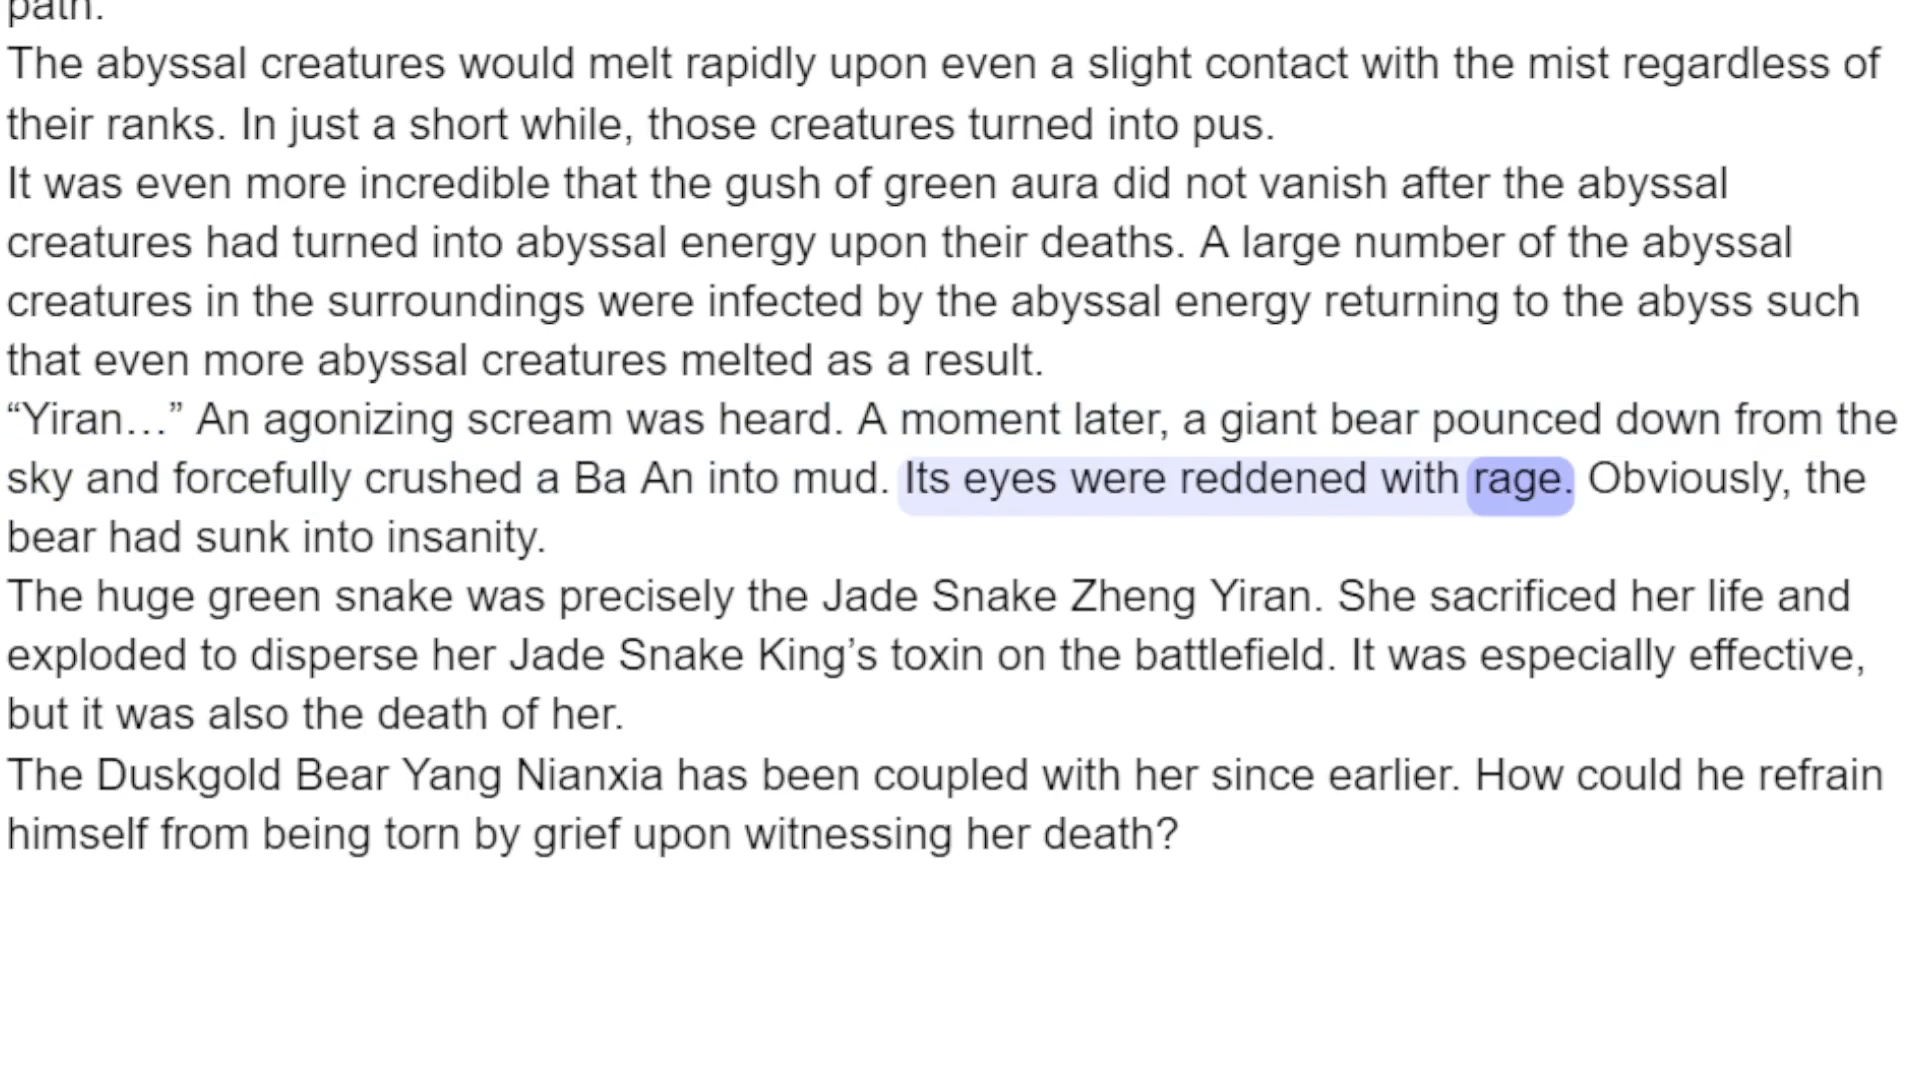 path.
The abyssal creatures would melt rapidly upon even a slight contact with the mist regardless of
their ranks. In just a short while, those creatures turned into pus.
It was even more incredible that the gush of green aura did not vanish after the abyssal
creatures had turned into abyssal energy upon their deaths. A large number of the abyssal
creatures in the surroundings were infected by the abyssal energy returning to the abyss such
that even more abyssal creatures melted as a result.
“Yiran…” An agonizing scream was heard. A moment later, a giant bear pounced down from the
sky and forcefully crushed a Ba An into mud. Its eyes were reddened with rage. Obviously, the
bear had sunk into insanity.
The huge green snake was precisely the Jade Snake Zheng Yiran. She sacrificed her life and
exploded to disperse her Jade Snake King’s toxin on the battlefield. It was especially effective,
but it was also the death of her.
The Duskgold Bear Yang Nianxia has been coupled with her since earlier. How could he refrain
himself from being torn by grief upon witnessing her death?